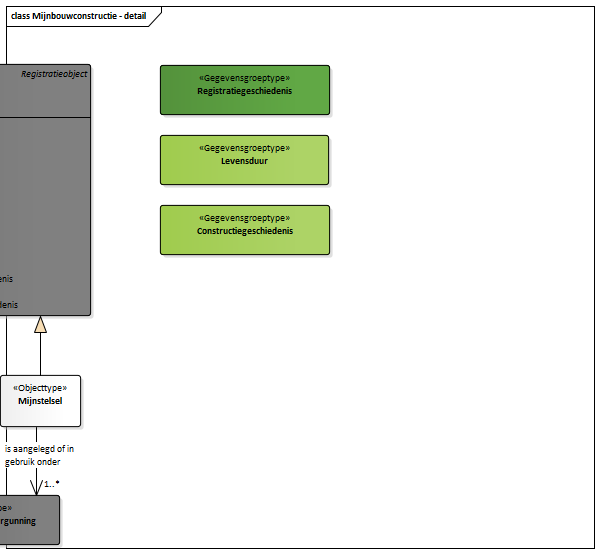 class Mijnbouwconstructie - detail
Registratieobject
«Gegevensgroeptype»
Registratiegeschiedenis
«Gegevensgroeptype»
Levensduur
«Gegevensgroeptype»
Constructiegeschiedenis
enis
denis
«Objecttype»
Mijnstelsel
is aangelegd of in
gebruik onder
1..*
pe»
rgunning